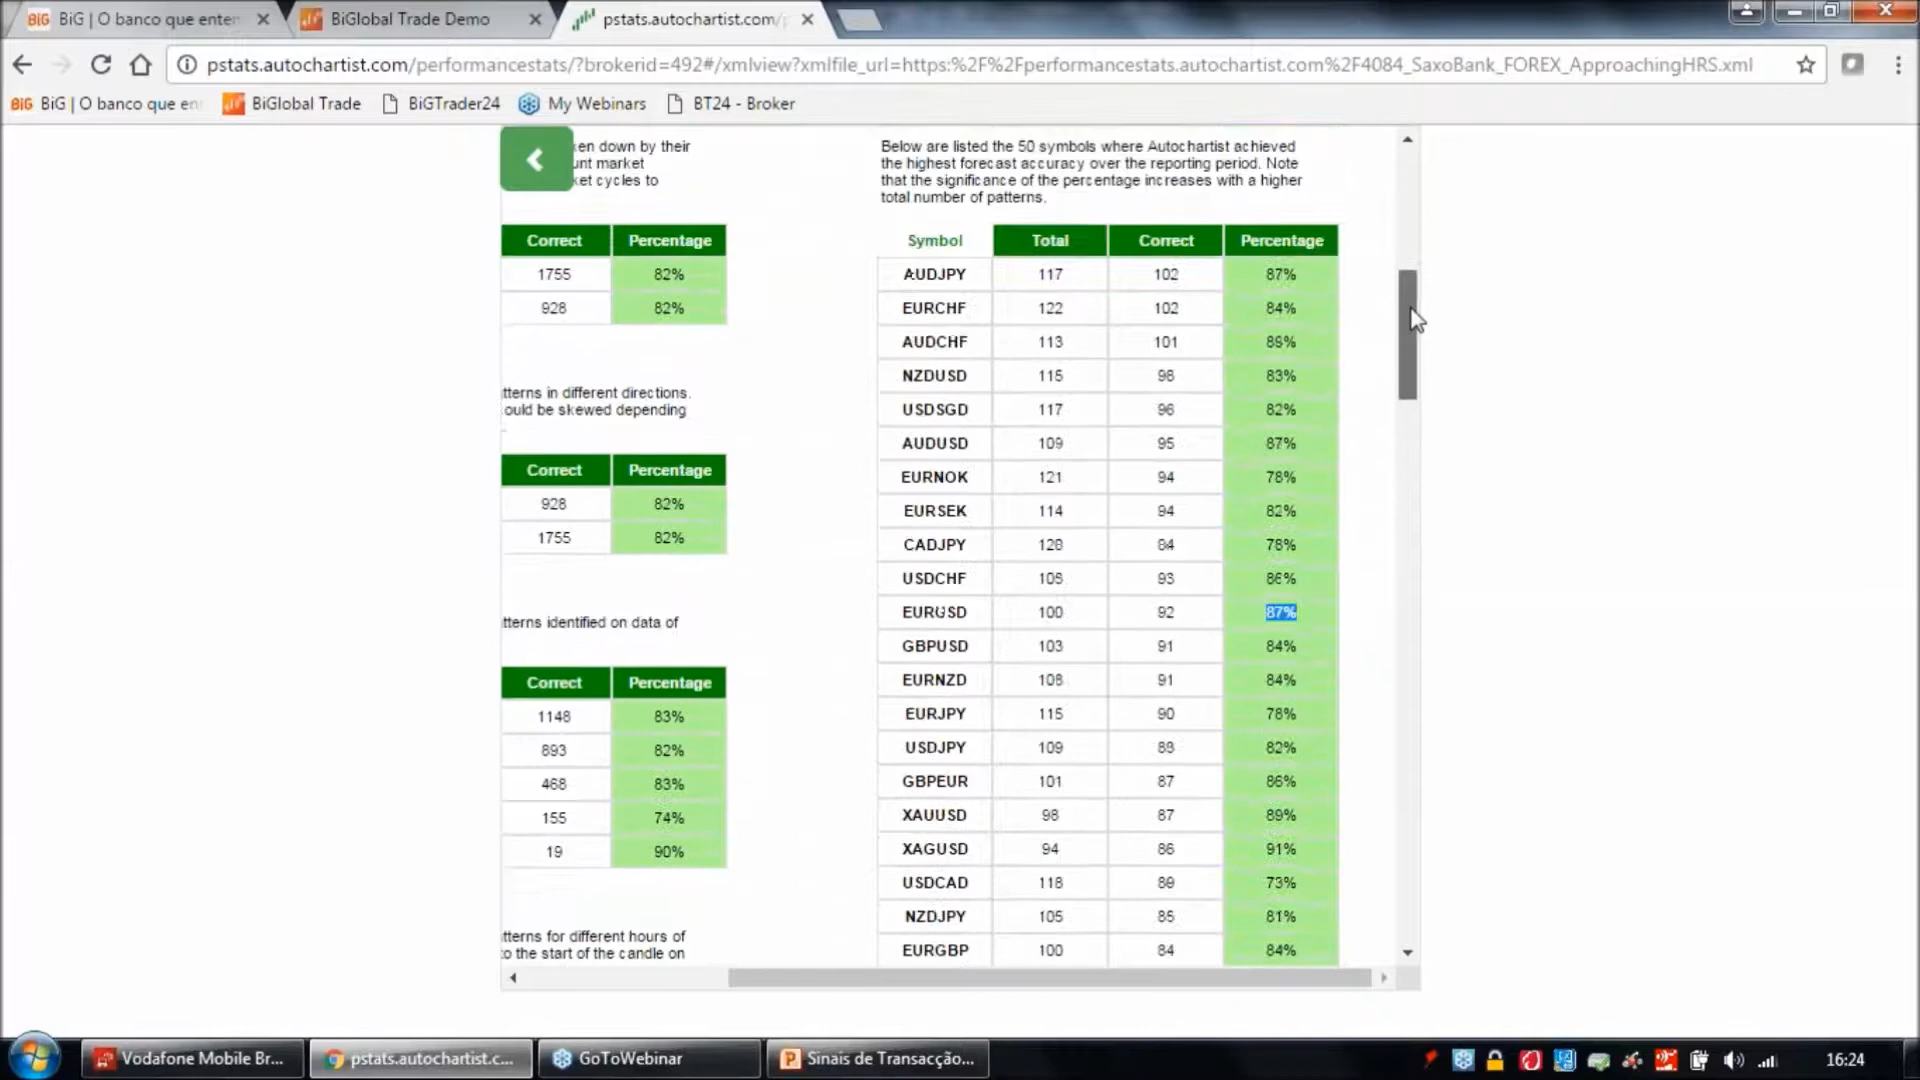 BiG | O banco que enter
BiGlobal Trade Demo
pstats.autochartist.com/
pstats.autochartist.com/performancestats/?brokerid=492#/xmlview?xmlfile_url=https:%2F%2Fperformancestats.autochartist.com%2F4084_SaxoBank_FOREX_ApproachingHRS.xml
BiG BiG | O banco que en
BiGlobal Trade
BiGTrader24
My Webinars
BT24 - Broker
ken down by their
unt market
ket cycles to
Correct Percentage
1755 82%
928 82%
tterns in different directions.
ould be skewed depending
Correct Percentage
928 82%
1755 82%
tterns identified on data of
Correct Percentage
1148 83%
893 82%
468 83%
155 74%
19 90%
tterns for different hours of
to the start of the candle on
Below are listed the 50 symbols where Autochartist achieved
the highest forecast accuracy over the reporting period. Note
that the significance of the percentage increases with a higher
total number of patterns.
Symbol Total Correct Percentage
AUDJPY 117 102 87%
EURCHF 122 102 84%
AUDCHF 113 101 89%
NZDUSD 115 83%
USDSGD 117 96 82%
AUDUSD 109 95 87%
EURNOK 121 94 78%
EURSEK 114 94 82%
CADJPY 78%
USDCHF 93 86%
EURUSD 100 92 87%
GBPUSD 103 91 84%
EURNZD 91 84%
EURJPY 115 90 78%
USDJPY 109 82%
GBPEUR 101 87 86%
XAUUSD 98 87 89%
XAGUSD 94 86 91%
USDCAD 118 73%
NZDJPY 105 85 81%
EURGBP 100 84 84%
Vodafone Mobile Br...
pstats.autochartist.c...
GoToWebinar
Sinais de Transacção...
16:24